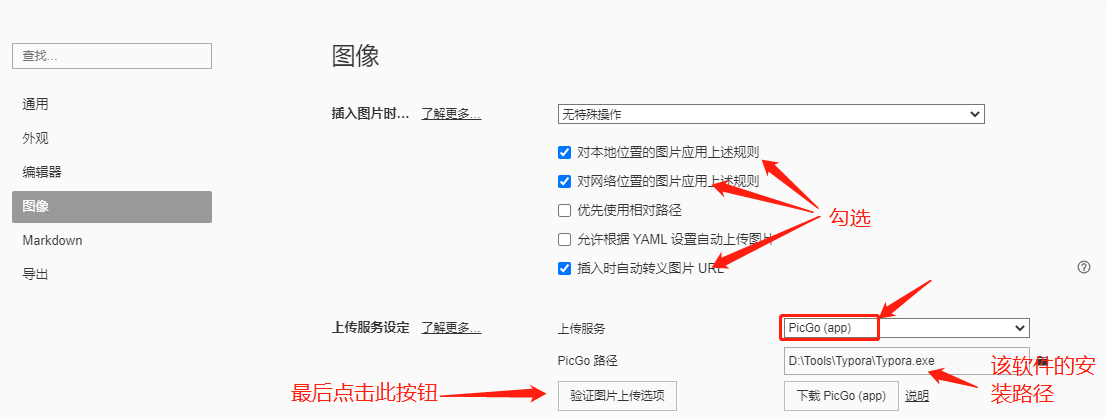 图像
查找...
通用
外观
编辑器
图像
Markdown
导出
插入图片时... 了解更多... 无特殊操作
对本地位置的图片应用上述规则
对网络位置的图片应用上述规则
优先使用相对路径
勾选
允许根据 YAML 设置自动上传图片
插入时自动转义图片 URL
上传服务设定 了解更多... 上传服务 PicGo (app)
PicGo 路径 D:\Tools\Typora\Typora.exe
该软件的安
装路径
最后点击此按钮 验证图片上传选项 下载 PicGo (app) 说明